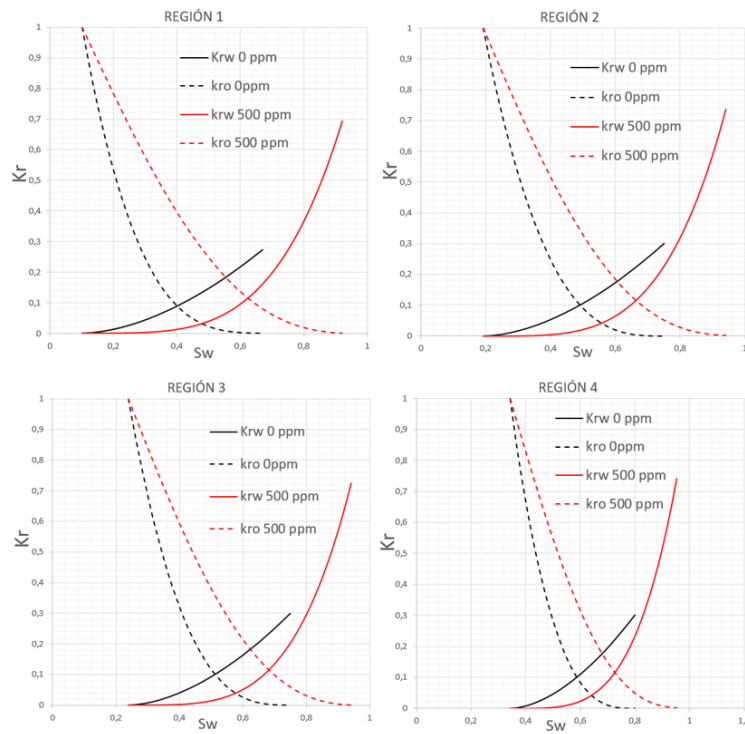 REGIÓN 1
Krw 0 ppm
kro 0ppm
krw 500 ppm
kro 500 ppm
Kr
1
0,9
0,8
0,7
0,6
0,5
0,4
0,3
0,2
0,1
0
0
0,2
0,4
0,6
0,8
1
Sw
REGIÓN 2
Krw 0 ppm
kro 0ppm
krw 500 ppm
kro 500 ppm
Kr
1
0,9
0,8
0,7
0,6
0,5
0,4
0,3
0,2
0,1
0
0
0,2
0,4
0,6
0,8
1
Sw
REGIÓN 3
Krw 0 ppm
kro 0ppm
krw 500 ppm
kro 500 ppm
Kr
1
0,9
0,8
0,7
0,6
0,5
0,4
0,3
0,2
0,1
0
0
0,2
0,4
0,6
0,8
1
Sw
REGIÓN 4
Krw 0 ppm
kro 0ppm
krw 500 ppm
kro 500 ppm
Kr
1
0,9
0,8
0,7
0,6
0,5
0,4
0,3
0,2
0,1
0
0
0,2
0,4
0,6
0,8
1
Sw